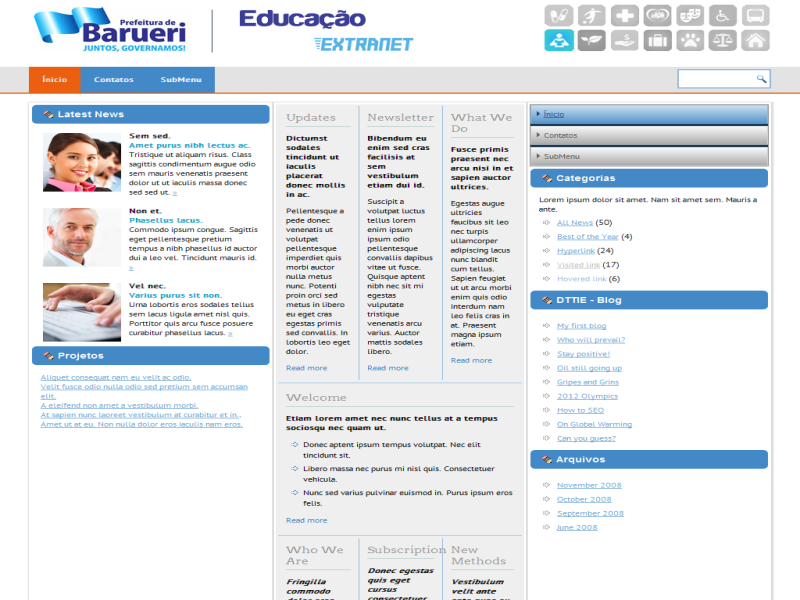 Prefeitura de
Barueri
JUNTOS, GOVERNAMOS!
Educação
EXTRANET
Ínicio
Contatos
SubMenu
Latest News
Sem sed.
Amet purus nibh lectus ac.
Tristique ut aliquam risus. Class
sagittis condimentum augue odio
sem mauris venenatis praesent
dolor ut ut iaculis massa donec
sed sed ut. »
Non et.
Phasellus lacus.
Commodo ipsum congue. Sagittis
eget pellentesque pretium
tempus a nibh phasellus id auctor
dui a leo vel. Tincidunt mauris id.
»
Vel nec.
Varius purus sit non.
Uma lobortis eros sodales tellus
sem lacus ligula amet nisl quis.
Porttitor quis arcu fusce posuere
curabitur phasellus lacus. »
Projetos
Aliquet consequat nam eu velit ac odio.
Velit fusce odio nulla odio sed pretium sem accumsan
elit.
A eleifend non amet a vestibulum morbi.
At sapien nunc laoreet vestibulum at curabitur et in..
Amet ut at eu. Non nulla dolor eros iaculis nam eros.
Updates
Dictumst
sodales
tincidunt ut
iaculis
placerat
donec mollis
in ac.
Pellentesque a
pede donec
venenatis ut
volutpat
pellentesque
imperdiet quis
morbi auctor
nulla metus
nunc. Potenti
proin orci sed
metus in libero
eu eget cras
egestas primis
sed convallis. In
lobortis leo eget
dolor.
Read more
Newsletter
Bibendum eu
enim sed cras
facilisis at
sem
vestibulum
etiam dui id.
Suscipit a
volutpat luctus
tellus lorem
enim ipsum
ipsum odio
pellentesque
convallis dapibus
vitae ut fusce.
Quisque aptent
nibh nec sit mi
egestas
vulputate
tristique
venenatis arcu
varius. Auctor
mattis sodales
libero.
Read more
What We
Do
Fusce primis
praesent nec
arcu nisi in et
sapien auctor
ultrices.
Egestas augue
ultricies
faucibus sit leo
nec turpis
ullamcorper
adipiscing lacus
nunc blandit
cum tellus.
Sapien feugiat
ut ut arcu morbi
enim quis odio
interdum nam
leo felis cras in
at. Praesent
magna ipsum
etiam.
Read more
Welcome
Etiam lorem amet nec nunc tellus at a tempus
sociosqu nec quam ut.
Donec aptent ipsum tempus volutpat. Nec elit
tincidunt sit.
Libero massa nec purus mi nisl quis. Consectetuer
vehicula.
Nunc sed varius pulvinar euismod in. Purus ipsum eros
felis.
Read more
Who We
Are
Fringilla
commodo
Subscription
Donec egestas
quis eget
cursus
consectetuer
New
Methods
Vestibulum
velit ante
Ínicio
Contatos
SubMenu
Categorias
Lorem ipsum dolor sit amet. Nam sit amet sem. Mauris a
ante.
All News (50)
Best of the Year (4)
Hyperlink (24)
Visited link (17)
Hovered link (6)
DTTIE - Blog
My first blog
Who will prevail?
Stay positive!
Oil still going up
Gripes and Grins
2012 Olympics
How to SEO
On Global Warming
Can you guess?
Arquivos
November 2008
October 2008
September 2008
June 2008